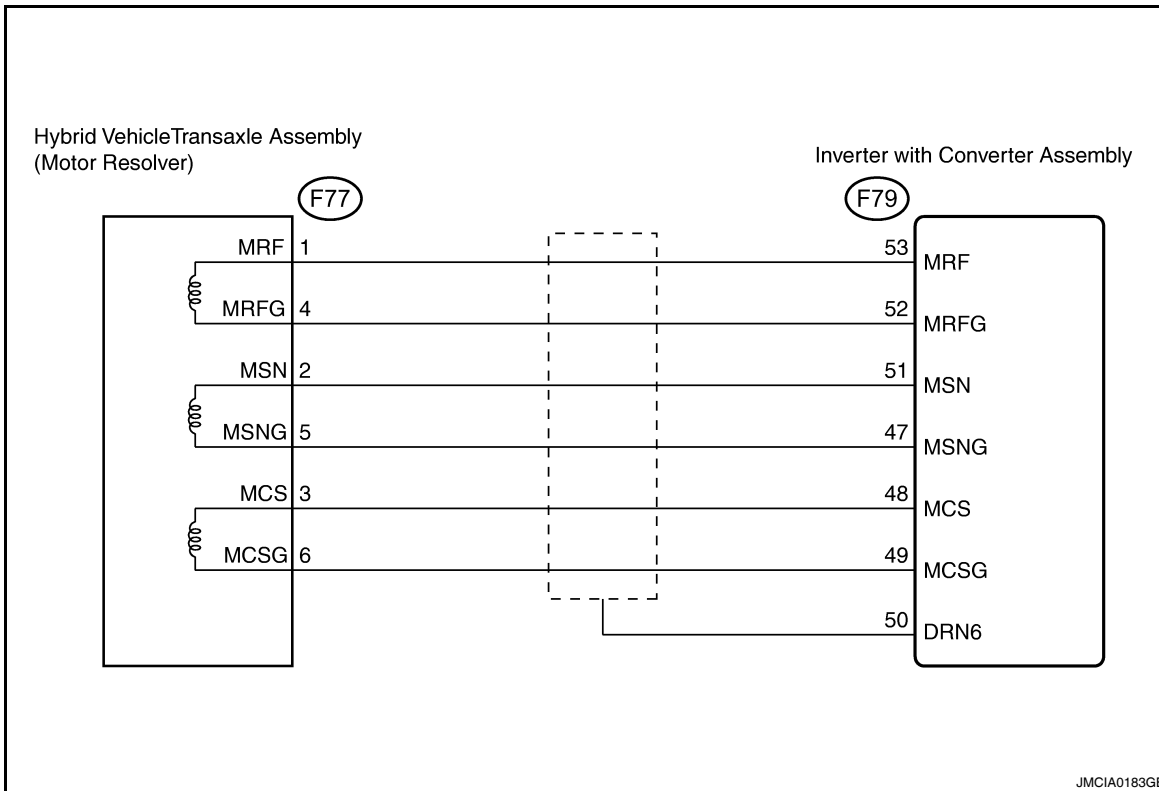 Hybrid VehicleTransaxle Assembly
(Motor Resolver)
Inverter with Converter Assembly
F77
F79
MRF 1
53 MRF
MRFG 4
52 MRFG
MSN 2
51 MSN
MSNG 5
47 MSNG
MCS 3
48 MCS
MCSG 6
49 MCSG
50 DRN6